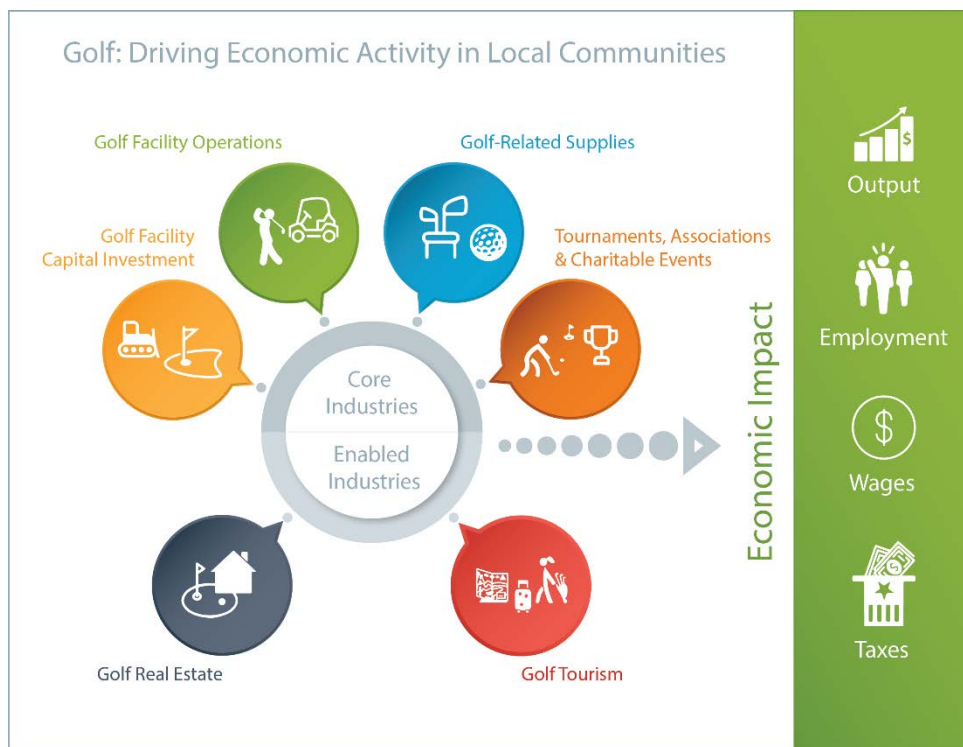 Golf: Driving Economic Activity in Local Communities
Golf Facility Operations
Golf-Related Supplies
Golf Facility
Capital Investment
Tournaments, Associations
& Charitable Events
Core
Industries
Enabled
Industries
Golf Real Estate
Golf Tourism
Economic Impact
$
Output
Employment
$
Wages
$
Taxes